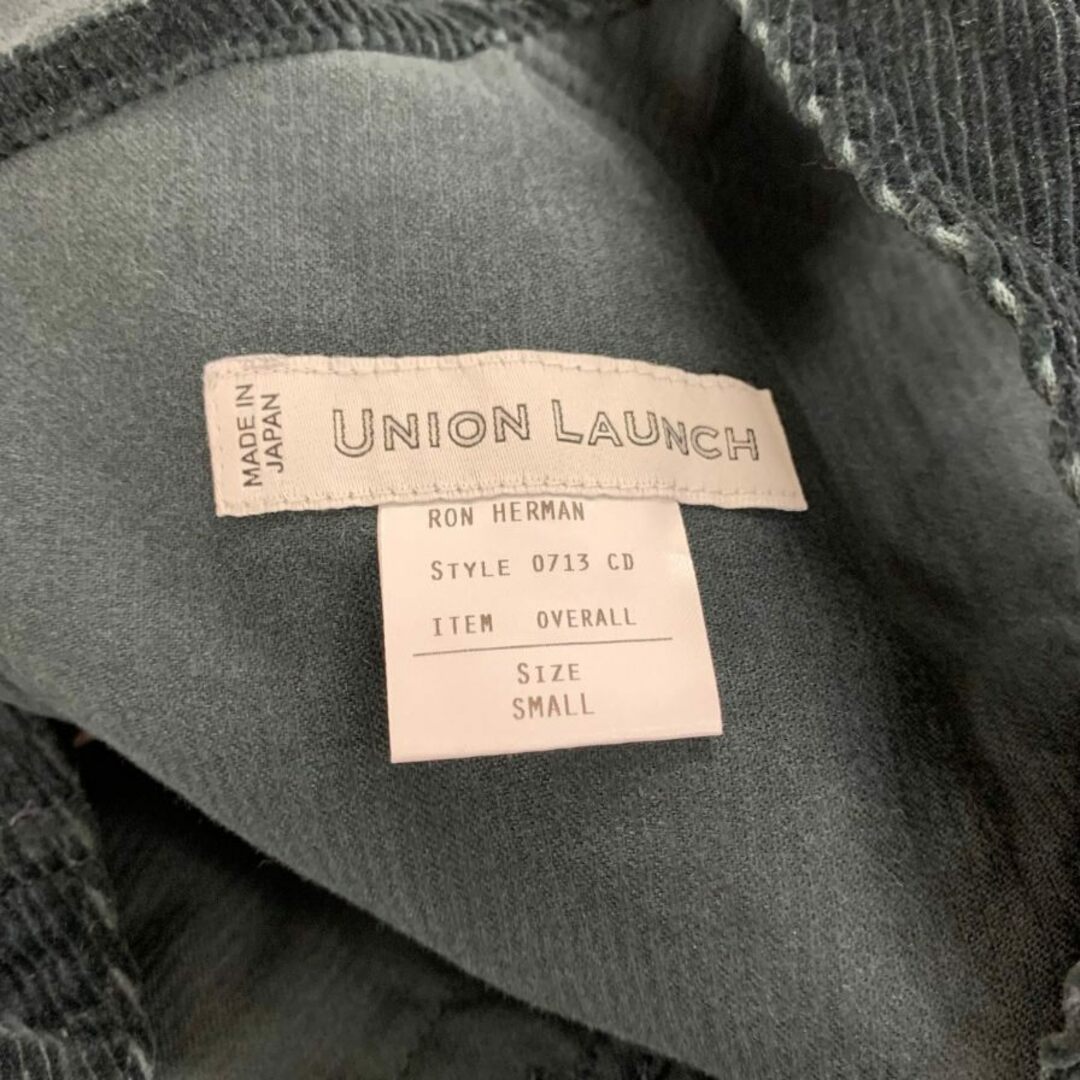 MADE IN
JAPAN
UNION LAUNCH
RON HERMAN
STYLE 0713 CD
ITEM OVERALL
SIZE
SMALL